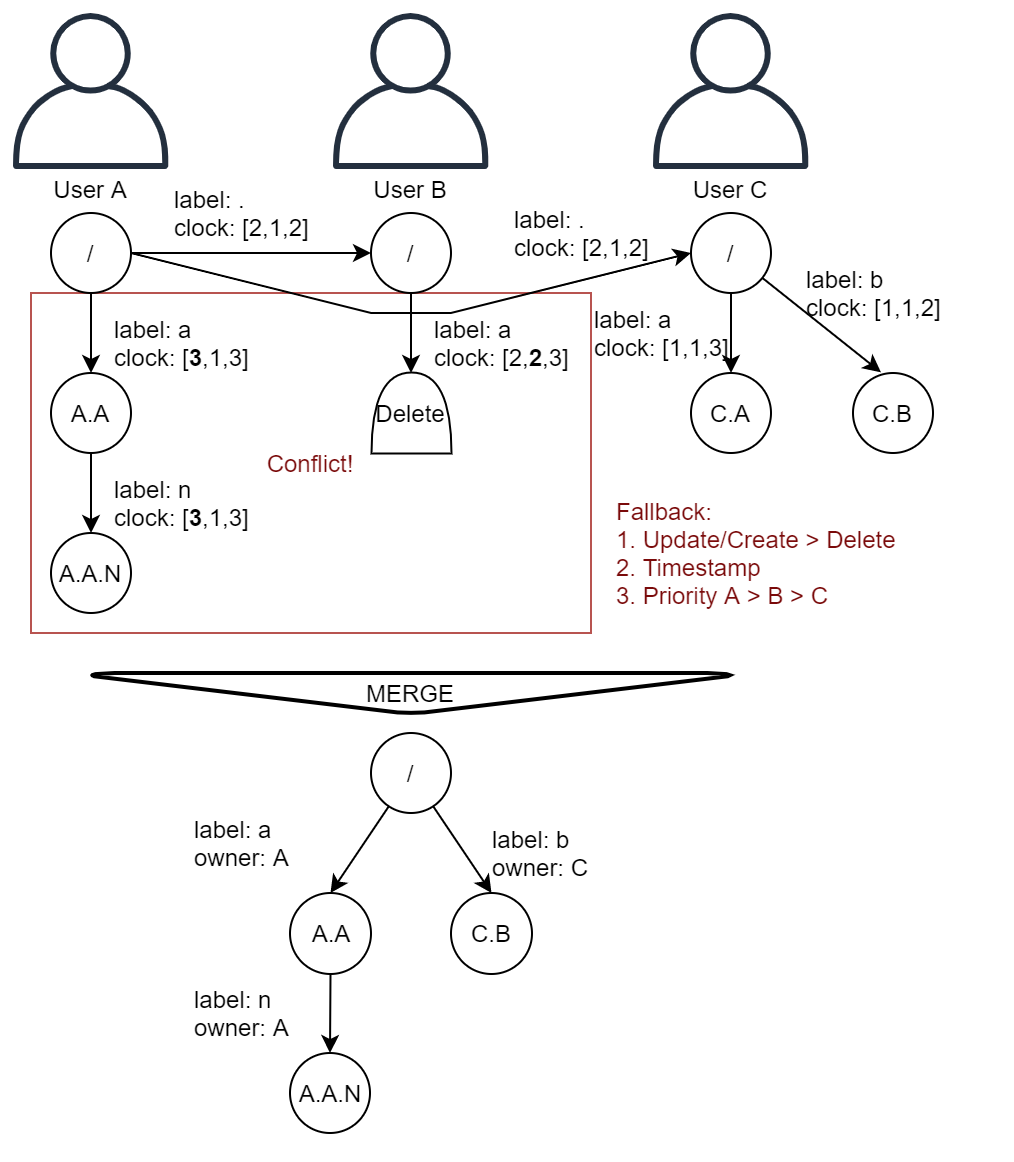 User A
User B
User C
/
label: .
clock: [2,1,2]
/
label: .
clock: [2,1,2]
/
label: a
clock: [3,1,3]
label: a
clock: [2,2,3]
label: a
clock: [1,1,3]
label: b
clock: [1,1,2]
A.A
Delete
C.A
C.B
Conflict!
label: n
clock: [3,1,3]
A.A.N
Fallback:
1. Update/Create > Delete
2. Timestamp
3. Priority A > B > C
MERGE
/
label: a
owner: A
label: b
owner: C
A.A
C.B
label: n
owner: A
A.A.N